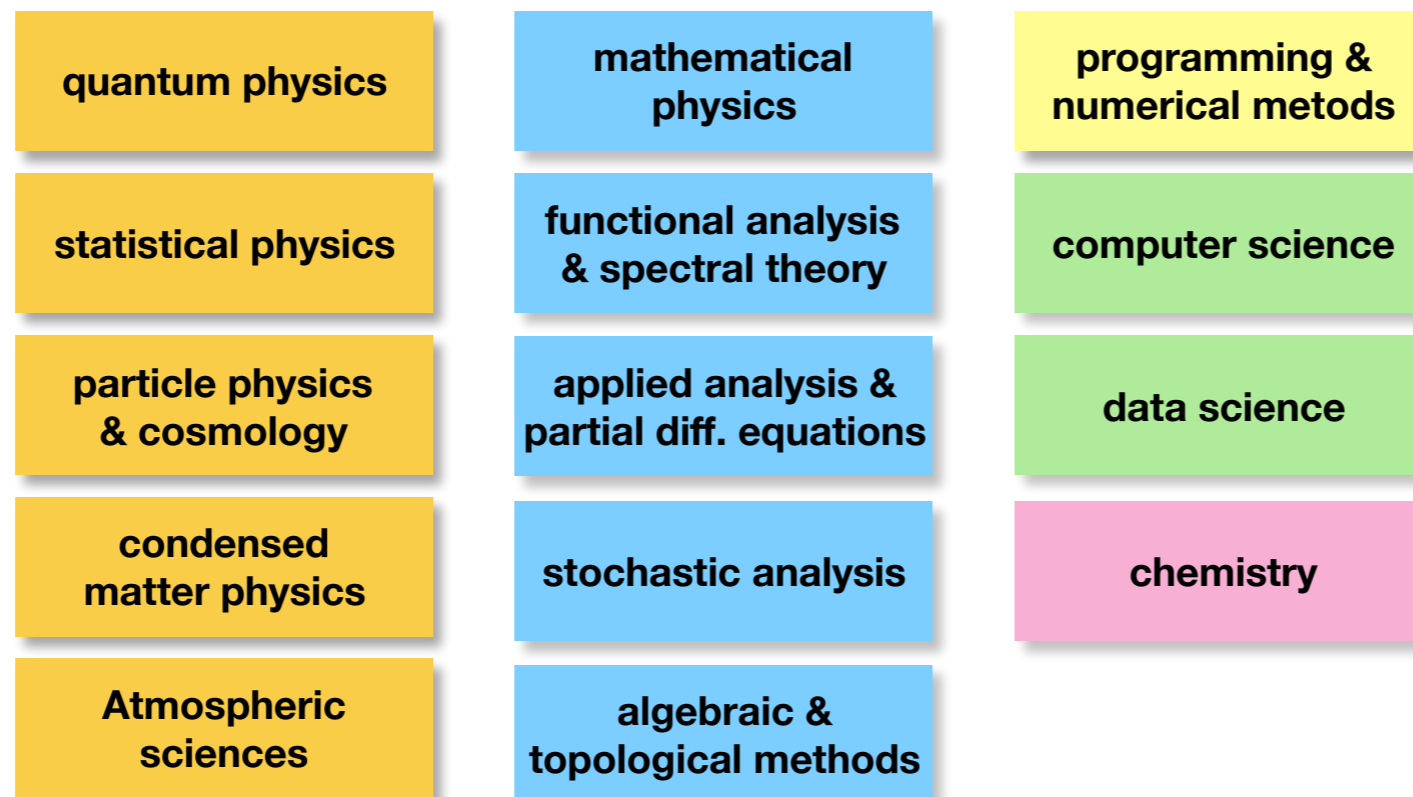 quantum physics
statistical physics
particle physics
& cosmology
condensed
matter physics
Atmospheric
sciences
mathematical
physics
functional analysis
& spectral theory
applied analysis &
partial diff. equations
stochastic analysis
algebraic &
topological methods
programming &
numerical metods
computer science
data science
chemistry